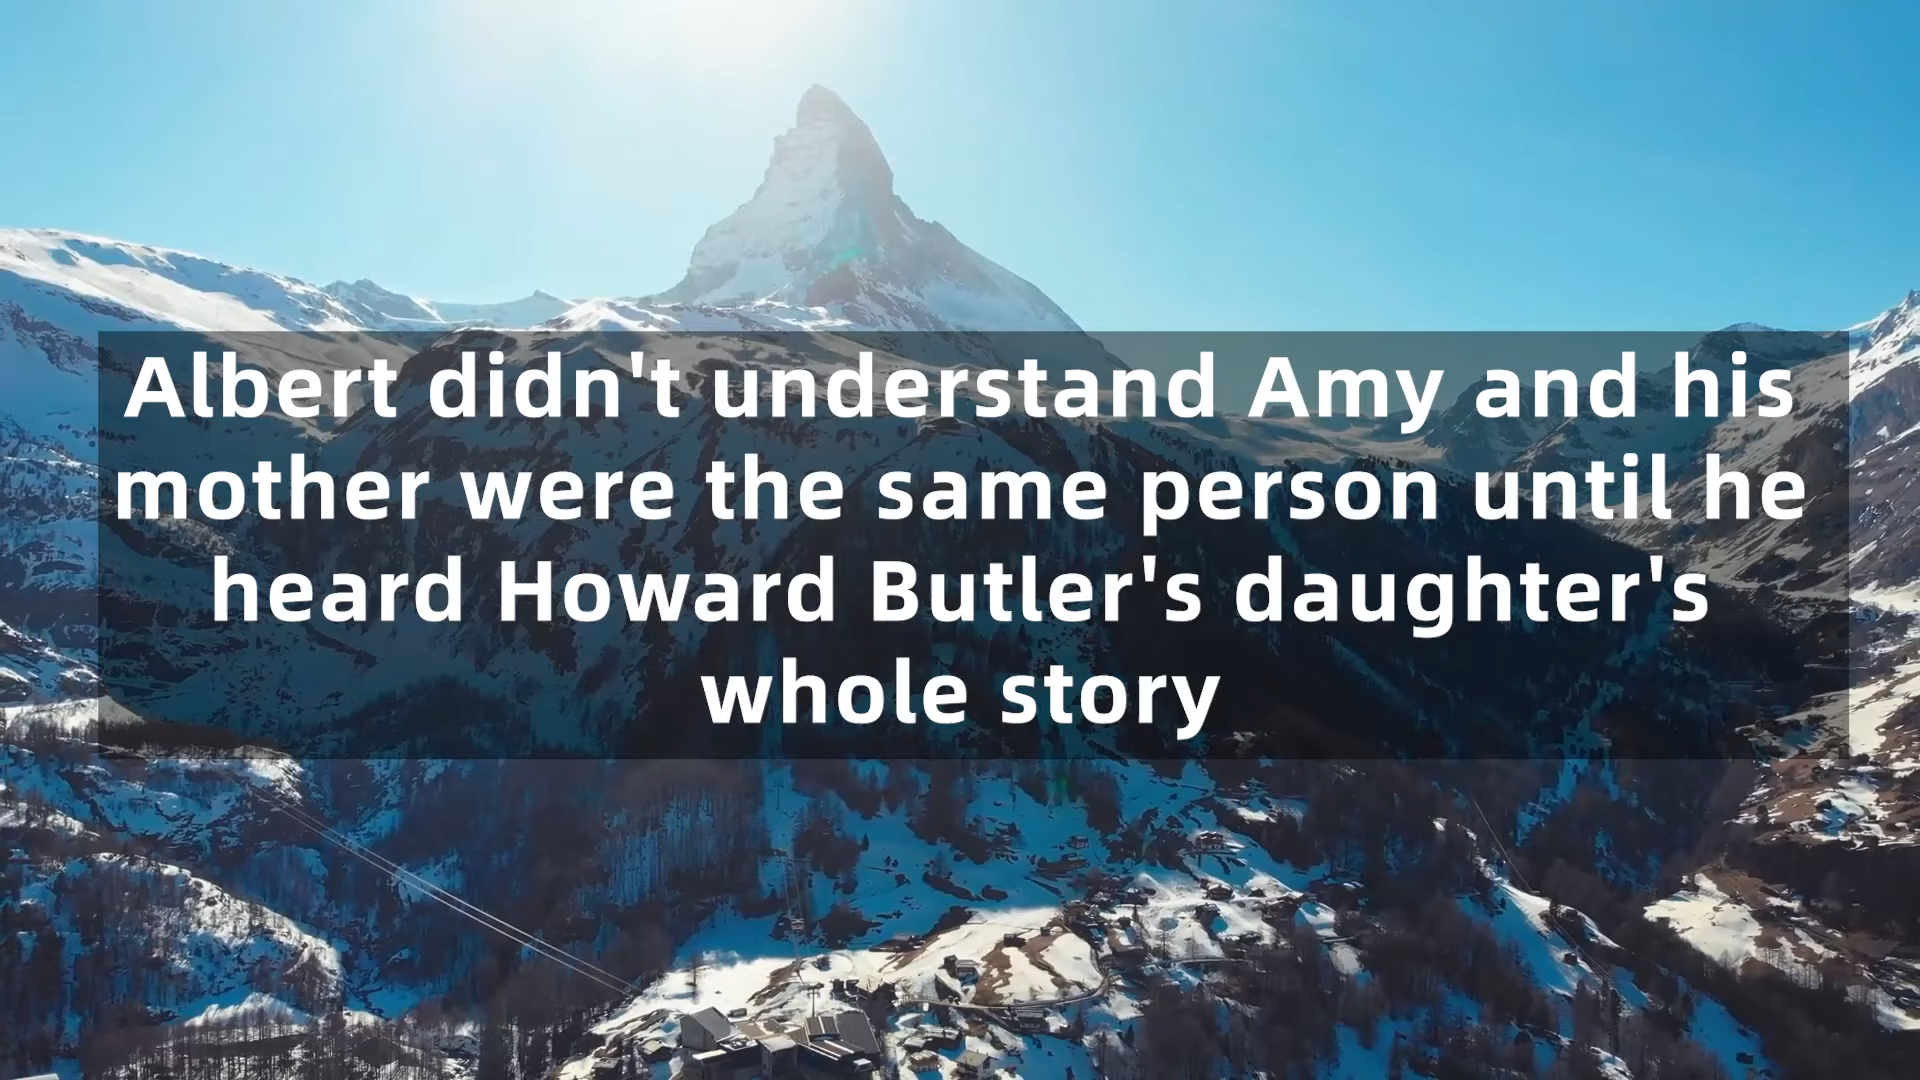 Albert didn't understand Amy and his
mother were the same person until he
heard Howard Butler's daughter's
whole story